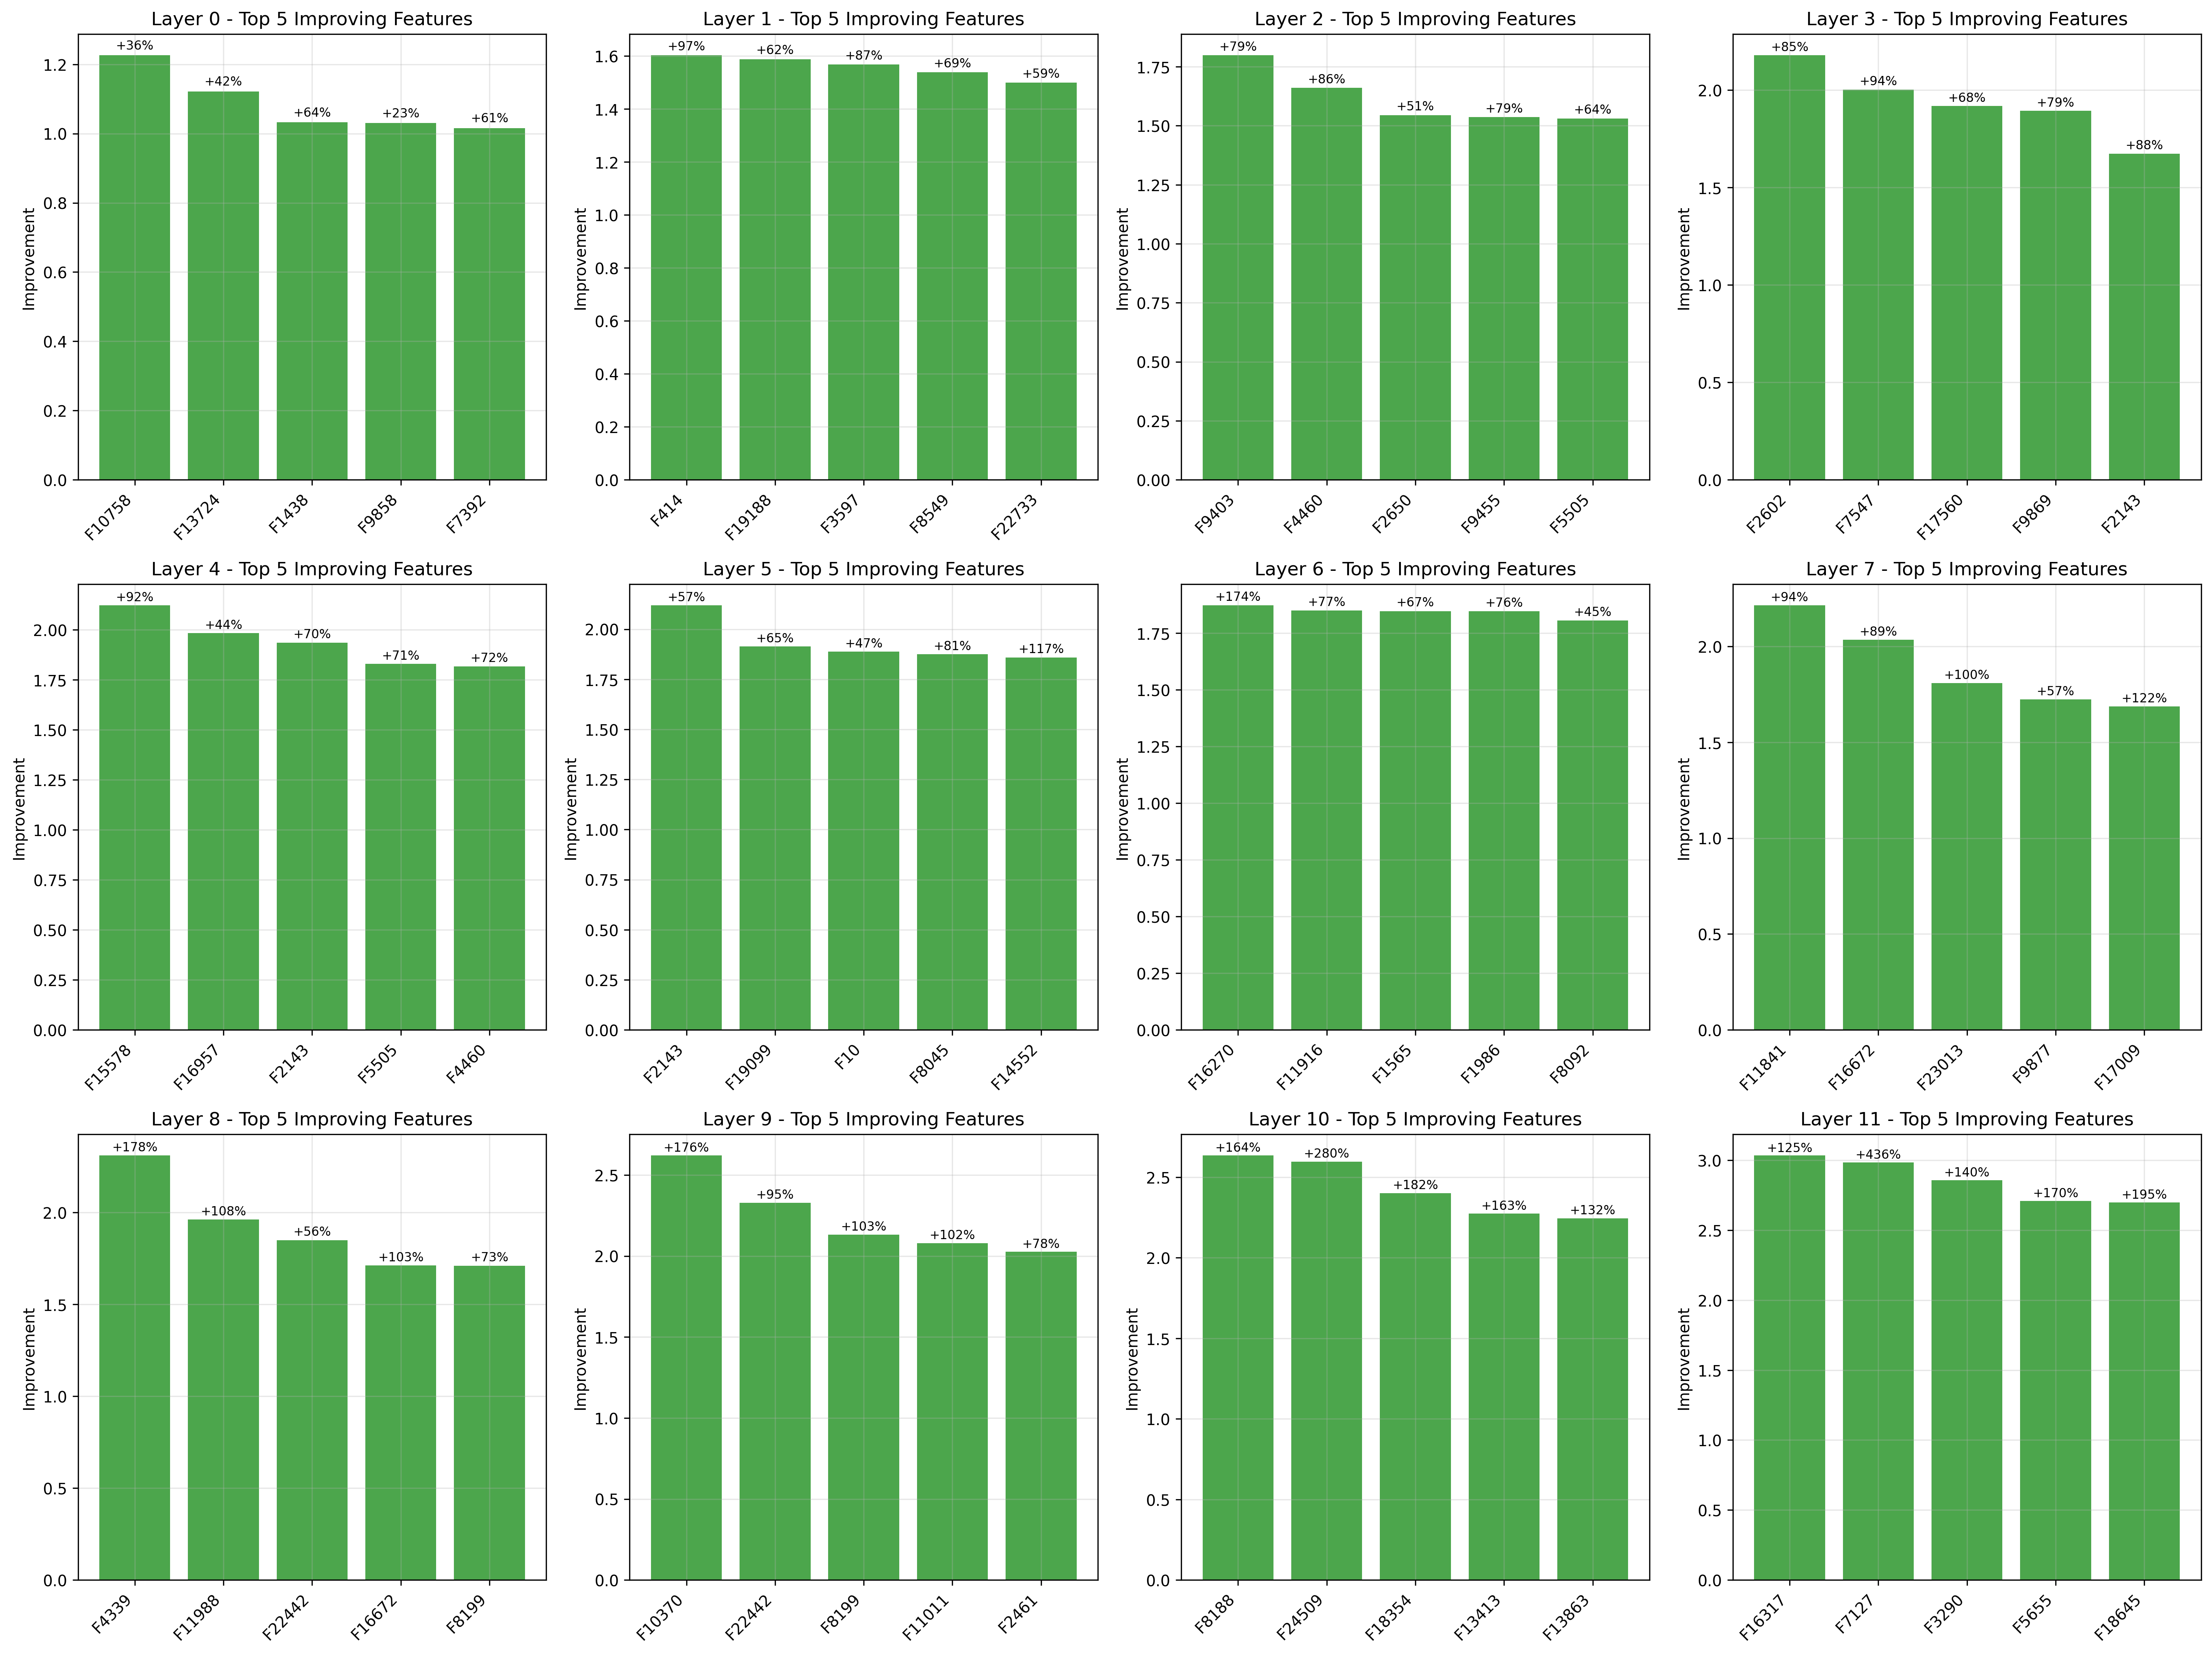 Layer 0 - Top 5 Improving Features
Improvement
1.2
1.0
0.8
0.6
0.4
0.2
0.0
+36%
+42%
+64%
+23%
+61%
F10758
F13724
F1438
F9858
F7392
Layer 1 - Top 5 Improving Features
Improvement
1.6
1.4
1.2
1.0
0.8
0.6
0.4
0.2
0.0
+97%
+62%
+87%
+69%
+59%
F414
F19188
F3597
F8549
F22733
Layer 2 - Top 5 Improving Features
Improvement
1.75
1.50
1.25
1.00
0.75
0.50
0.25
0.00
+79%
+86%
+51%
+79%
+64%
F9403
F4460
F2650
F9455
F5505
Layer 3 - Top 5 Improving Features
Improvement
2.0
1.5
1.0
0.5
0.0
+85%
+94%
+68%
+79%
+88%
F2602
F7547
F17560
F9869
F2143
Layer 4 - Top 5 Improving Features
Improvement
2.00
1.75
1.50
1.25
1.00
0.75
0.50
0.25
0.00
+92%
+44%
+70%
+71%
+72%
F15578
F16957
F2143
F5505
F4460
Layer 5 - Top 5 Improving Features
Improvement
2.00
1.75
1.50
1.25
1.00
0.75
0.50
0.25
0.00
+57%
+65%
+47%
+81%
+117%
F2143
F19099
F10
F8045
F14552
Layer 6 - Top 5 Improving Features
Improvement
1.75
1.50
1.25
1.00
0.75
0.50
0.25
0.00
+174%
+77%
+67%
+76%
+45%
F16270
F11916
F1565
F1986
F8092
Layer 7 - Top 5 Improving Features
Improvement
2.0
1.5
1.0
0.5
0.0
+94%
+89%
+100%
+57%
+122%
F11841
F16672
F23013
F9877
F17009
Layer 8 - Top 5 Improving Features
Improvement
2.0
1.5
1.0
0.5
0.0
+178%
+108%
+56%
+103%
+73%
F4339
F11988
F22442
F16672
F8199
Layer 9 - Top 5 Improving Features
Improvement
2.5
2.0
1.5
1.0
0.5
0.0
+176%
+95%
+103%
+102%
+78%
F10370
F22442
F8199
F11011
F2461
Layer 10 - Top 5 Improving Features
Improvement
2.5
2.0
1.5
1.0
0.5
0.0
+164%
+280%
+182%
+163%
+132%
F8188
F24509
F18354
F13413
F13863
Layer 11 - Top 5 Improving Features
Improvement
3.0
2.5
2.0
1.5
1.0
0.5
0.0
+125%
+436%
+140%
+170%
+195%
F16317
F7127
F3290
F5655
F18645